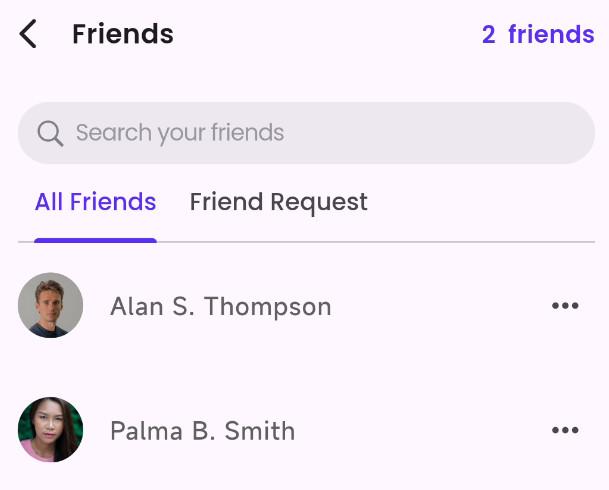 Friends
2 friends
Search your friends
All Friends Friend Request
Alan S. Thompson
Palma B. Smith